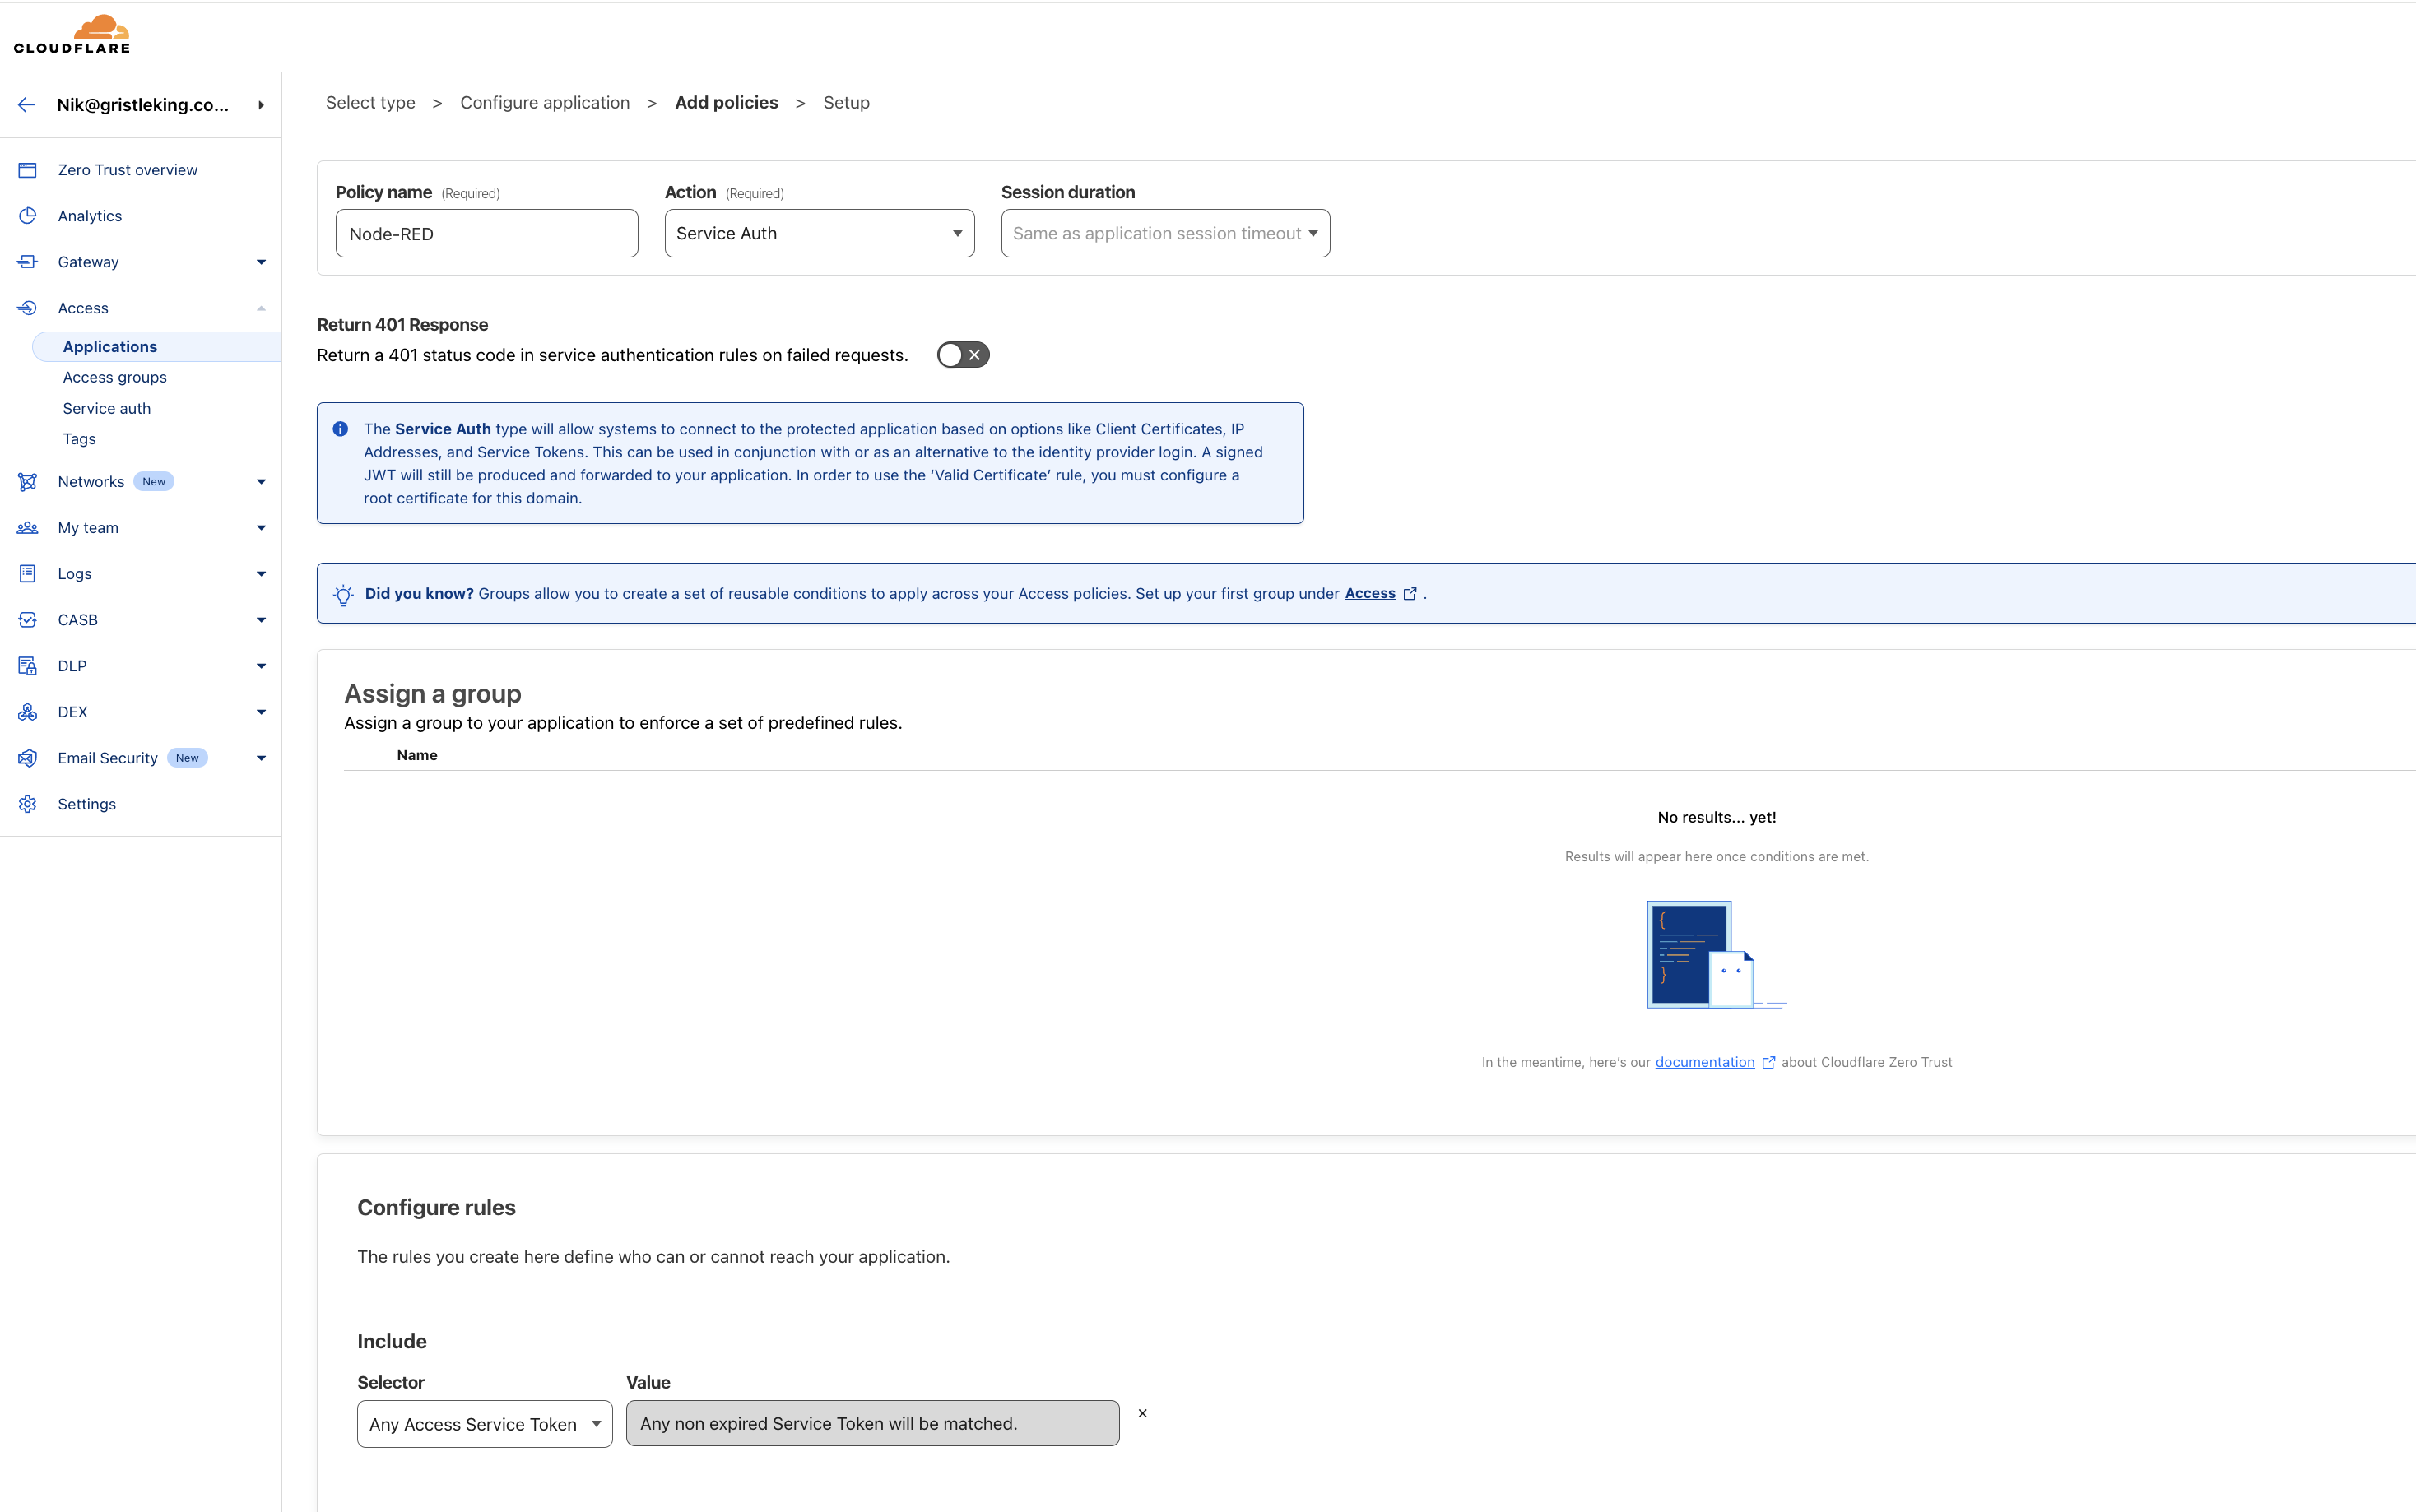 CLOUDFLARE
Nik@gristleking.co...
Zero Trust overview
Analytics
Gateway
Access
Applications
Access groups
Service auth
Tags
Networks New
My team
Logs
CASB
DLP
DEX
Email Security New
Settings
Select type > Configure application > Add policies > Setup
Policy name (Required) Action (Required) Session duration
Node-RED Service Auth Same as application session timeout
Return 401 Response
Return a 401 status code in service authentication rules on failed requests.
The Service Auth type will allow systems to connect to the protected application based on options like Client Certificates, IP
Addresses, and Service Tokens. This can be used in conjunction with or as an alternative to the identity provider login. A signed
JWT will still be produced and forwarded to your application. In order to use the ‘Valid Certificate’ rule, you must configure a
root certificate for this domain.
Did you know? Groups allow you to create a set of reusable conditions to apply across your Access policies. Set up your first group under Access .
Assign a group
Assign a group to your application to enforce a set of predefined rules.
Name
No results... yet!
Results will appear here once conditions are met.
In the meantime, here’s our documentation about Cloudflare Zero Trust
Configure rules
The rules you create here define who can or cannot reach your application.
Include
Selector Value
Any Access Service Token Any non expired Service Token will be matched.